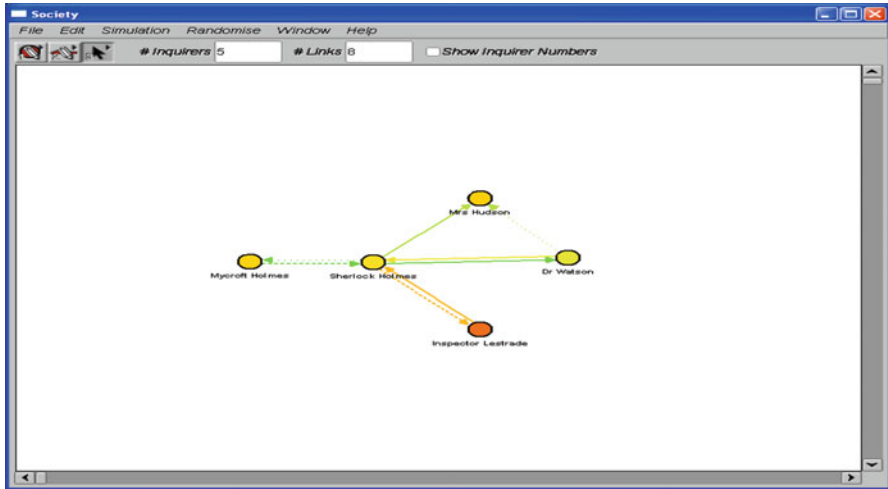 Society
File Edit Simulation Randomise Window Help
# Inquirers 5 # Links 8 Show Inquirer Numbers
Mrs Hudson
Mycroft Holmes Sherlock Holmes Dr Watson
Inspector Lestrade